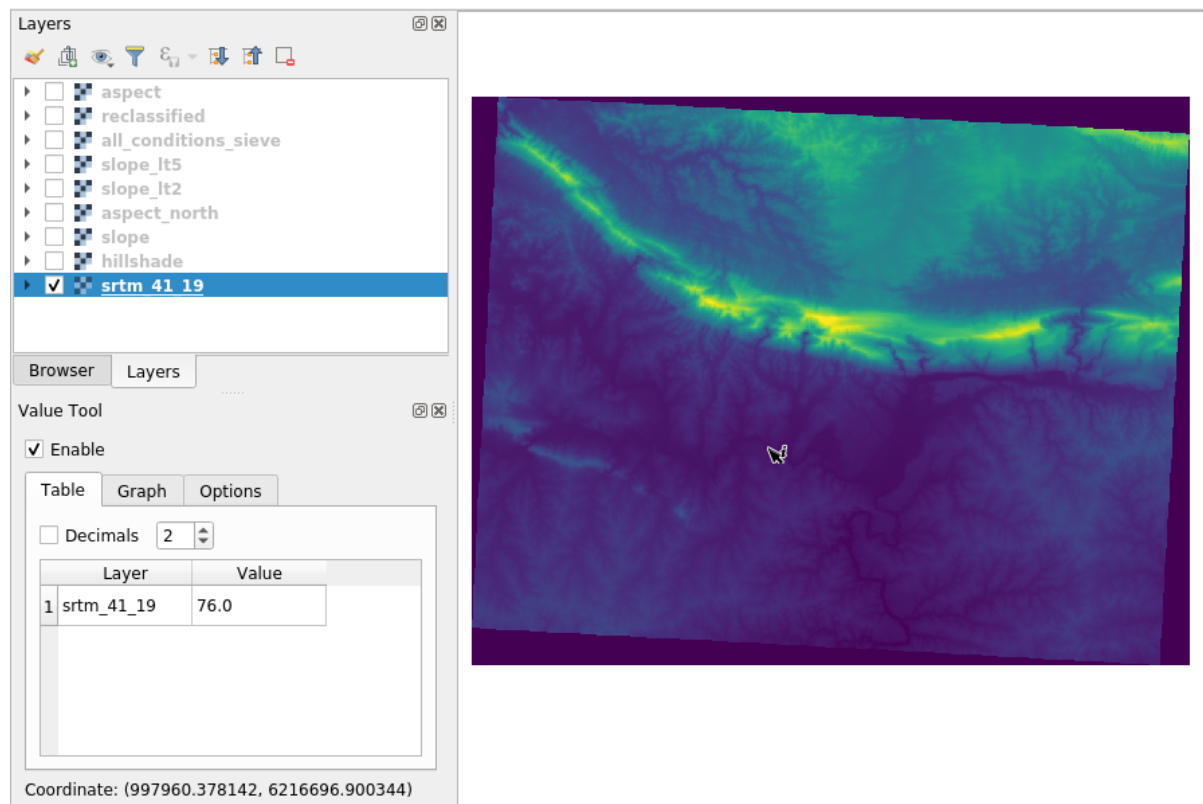 Layers
aspect
reclassified
all_conditions_sieve
slope_lt5
slope_lt2
aspect_north
slope
hillshade
srtm_41_19
Browser Layers
Value Tool
Enable
Table Graph Options
Decimals 2
Layer Value
1 srtm_41_19 76.0
Coordinate: (997960.378142, 6216696.900344)